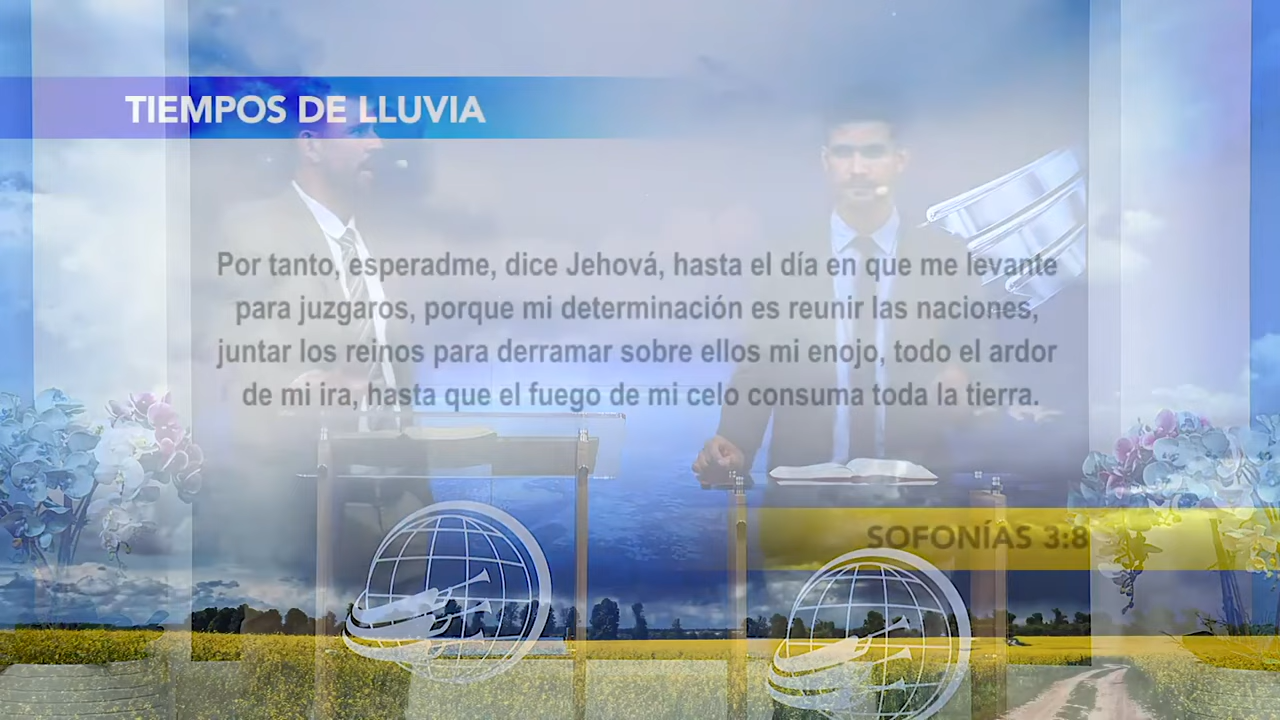 TIEMPOS DE LLUVIA
Por tanto, esperadme, dice Jehová, hasta el día en que me levante
para juzgaros, porque mi determinación es reunir las naciones,
juntar los reinos para derramar sobre ellos mi enojo, todo el ardor
de mi ira, hasta que el fuego de mi celo consuma toda la tierra.
SOFONÍAS 3:8